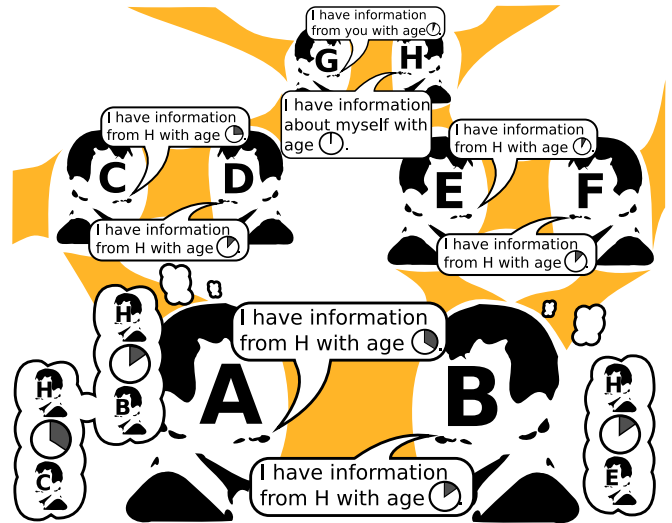 I have information
from you with age .
G
H
I have information
about myself with
age .
I have information
from H with age .
C
D
I have information
from H with age .
I have information
from H with age .
E
F
I have information
from H with age .
H
B
H
C
A
I have information
from H with age .
B
I have information
from H with age .
H
E